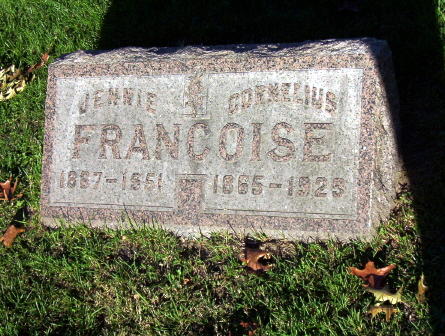 JENNIE CORNELIUS
FRANCOISE
1867-1951 1865-1925